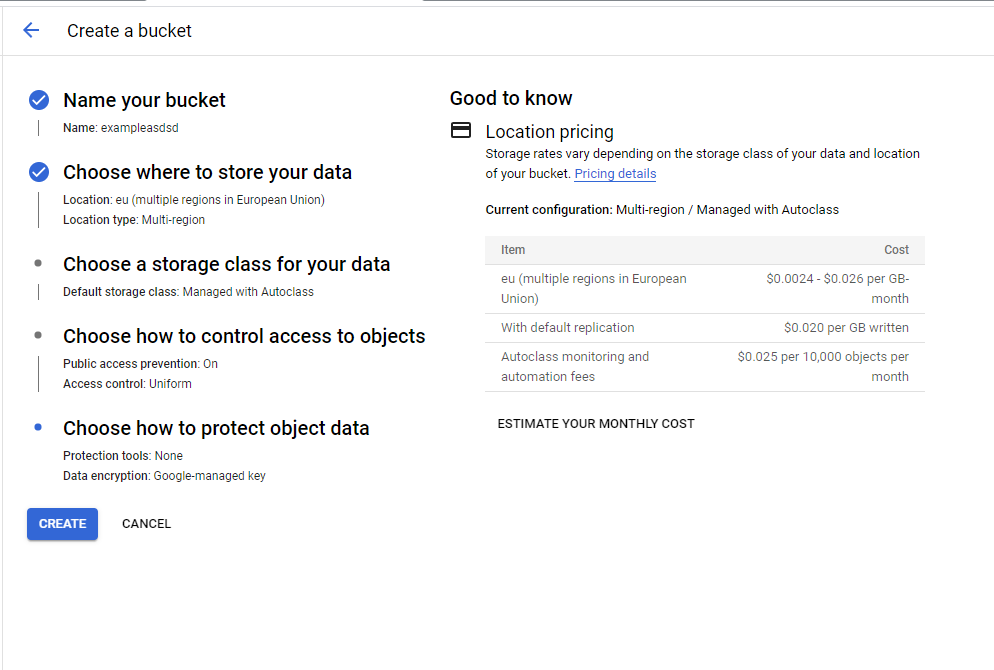 Create a bucket
Name your bucket
Name: exampleasdsd
Choose where to store your data
Location: eu (multiple regions in European Union)
Location type: Multi-region
Choose a storage class for your data
Default storage class: Managed with Autoclass
Choose how to control access to objects
Public access prevention: On
Access control: Uniform
Choose how to protect object data
Protection tools: None
Data encryption: Google-managed key
CREATE CANCEL
Good to know
Location pricing
Storage rates vary depending on the storage class of your data and location
of your bucket. Pricing details
Current configuration: Multi-region / Managed with Autoclass
Item Cost
eu (multiple regions in European $0.0024 - $0.026 per GB-
Union) month
With default replication $0.020 per GB written
Autoclass monitoring and $0.025 per 10,000 objects per
automation fees month
ESTIMATE YOUR MONTHLY COST